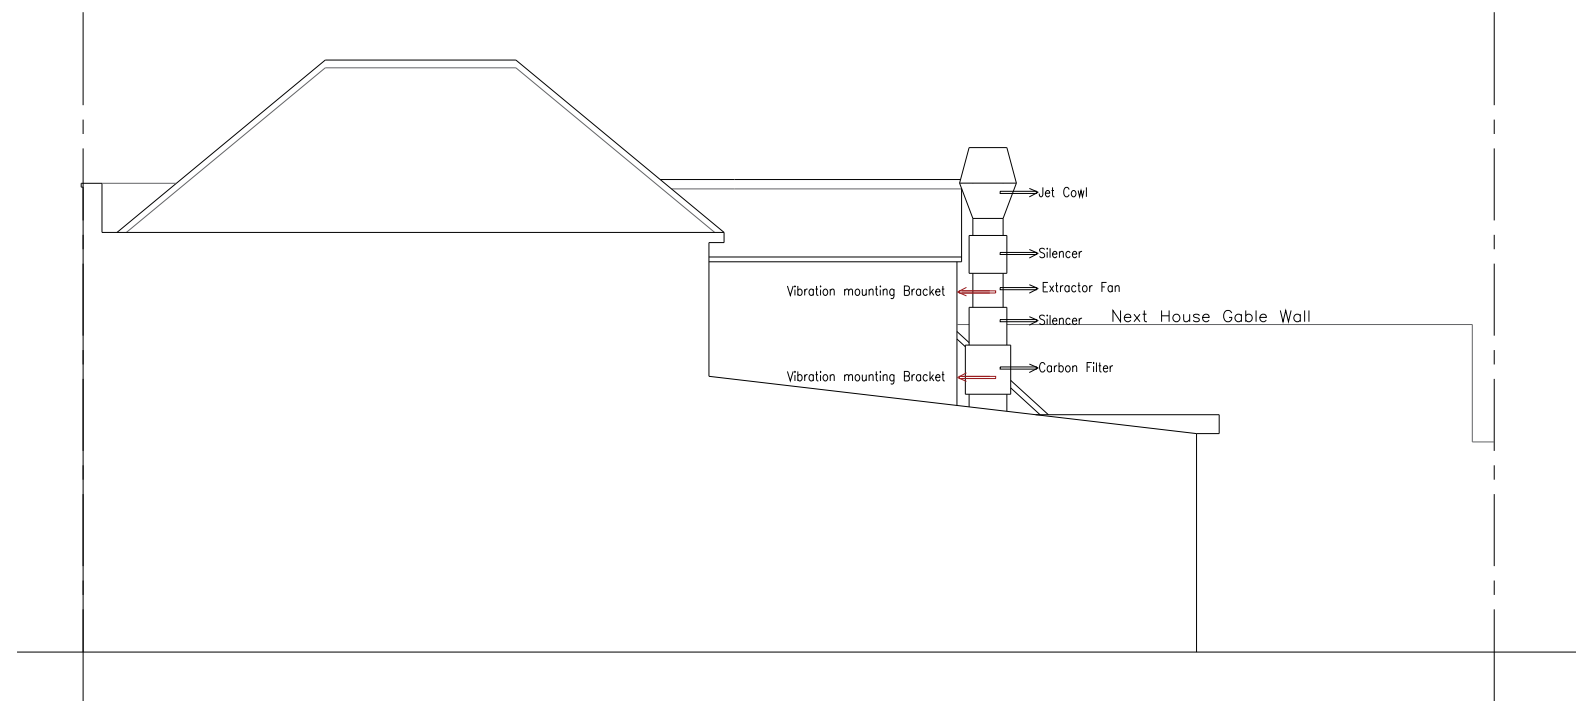 Jet Cowl
Silencer
Extractor Fan
Vibration mounting Bracket
Silencer
Next House Gable Wall
Carbon Filter
Vibration mounting Bracket